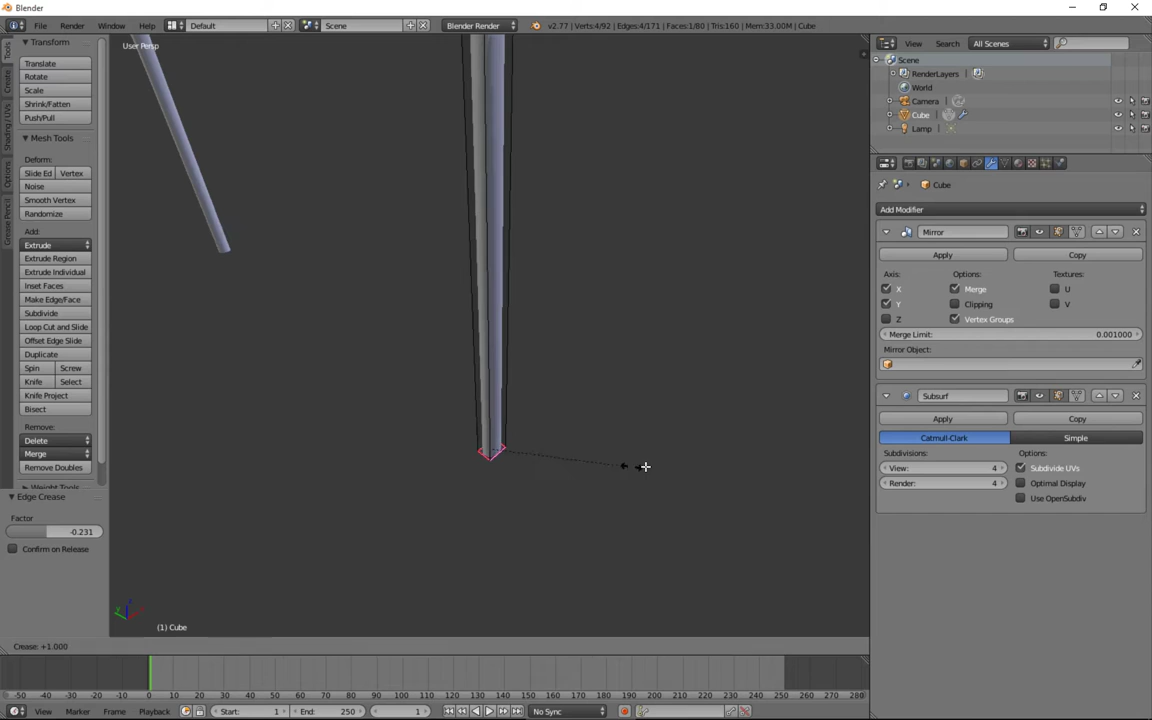 Blender
File Render Window Help Default Scene Blender Render v2.77 | Verts:4/92 | Edges:4/171 | Faces:1/80 | Tris:160 | Mem:33.00M | Cube
Transform User Persp View Search All Scenes
Translate Scene
Rotate RenderLayers
Scale World
Shrink/Fatten Camera
Push/Pull Cube
Lamp
Mesh Tools
Deform:
Slide Ed Vertex
Noise Cube
Smooth Vertex
Randomize Add Modifier
Add: Mirror
Extrude Apply Copy
Extrude Region
Extrude Individual Axis: Options: Textures:
Inset Faces X Merge U
Make Edge/Face Y Clipping V
Subdivide Z Vertex Groups
Loop Cut and Slide Merge Limit: 0.001000
Offset Edge Slide Mirror Object:
Duplicate
Spin Screw
Knife Select
Knife Project Subsurf
Bisect Apply Copy
Remove: Catmull-Clark Simple
Delete Subdivisions: Options:
Merge View: 4 Subdivide UVs
Remove Doubles Render: 4 Optimal Display
Weight Tools Use OpenSubdiv
Edge Crease
Factor
-0.231
Confirm on Release
(1) Cube
Crease: +1.000
-50 -40 -30 -20 -10 0 10 20 30 40 50 60 70 80 90 100 110 120 130 140 150 160 170 180 190 200 210 220 230 240 250 260 270 280
View Marker Frame Playback Start: 1 End: 250 1 No Sync
Tools
Create
Shading / UVs
Options
Grease Pencil